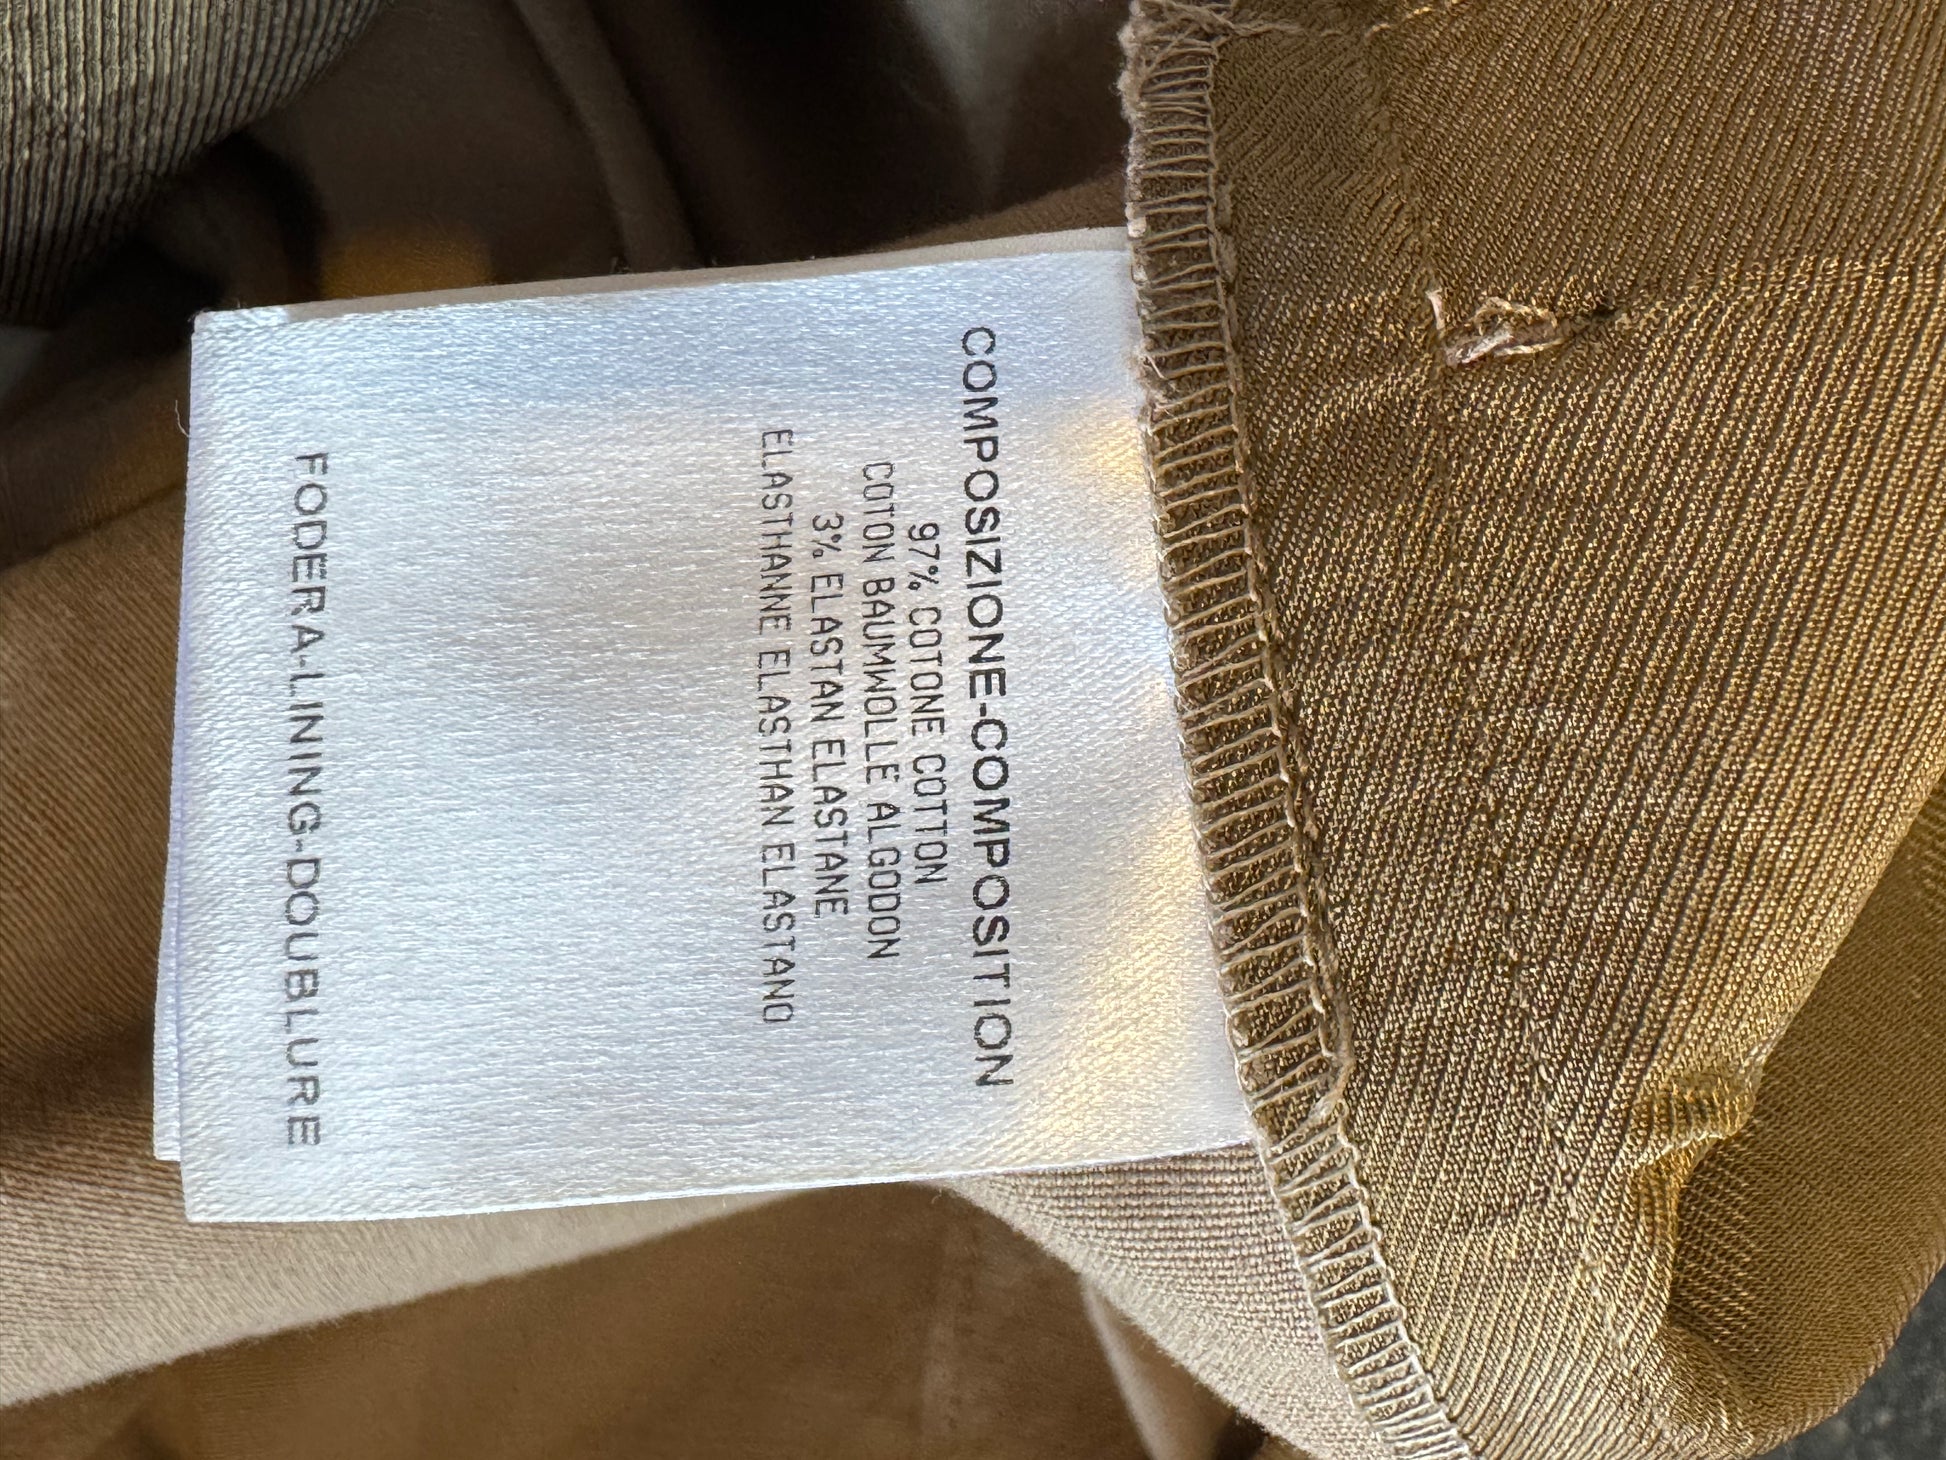 COMPOSIZIONE-COMPOSITION
97% COTONE COTTON
COTON BAUMWOLLE ALGODON
3% ELASTAN ELASTANE
ELASTHANNE ELASTHAN ELASTANO
FODERA-LINING-DOUBLURE